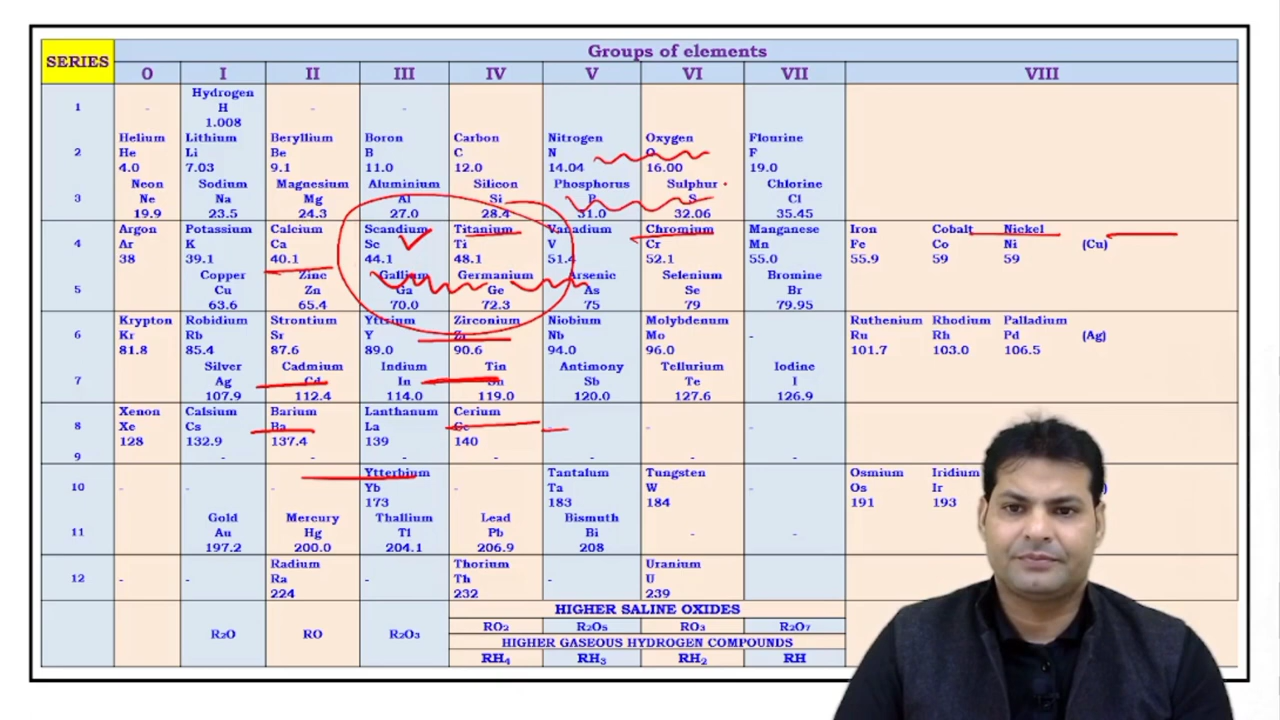 Groups of elements
SERIES
0 I II III IV V VI VII VIII
Hydrogen
1 - H - -
1.008
Helium Lithium Beryllium Boron Carbon Nitrogen Oxygen Flourine
2 He Li Be B C N O F
4.0 7.03 9.1 11.0 12.0 14.04 16.00 19.0
Neon Sodium Magnesium Aluminium Silicon Phosphorus Sulphur Chlorine
3 Ne Na Mg Al Si P S Cl
19.9 23.5 24.3 27.0 28.4 31.0 32.06 35.45
Argon Potassium Calcium Scandium Titanium Vanadium Chromium Manganese Iron Cobalt Nickel
4 Ar K Ca Sc Ti V Cr Mn Fe Co Ni (Cu)
38 39.1 40.1 44.1 48.1 51.4 52.1 55.0 55.9 59 59
Copper Zinc Gallium Germanium Arsenic Selenium Bromine
5 Cu Zn Ga Ge As Se Br
63.6 65.4 70.0 72.3 75 79 79.95
Krypton Robidium Strontium Yttrium Zirconium Niobium Molybdenum Ruthenium Rhodium Palladium
6 Kr Rb Sr Y Zr Nb Mo - Ru Rh Pd (Ag)
81.8 85.4 87.6 89.0 90.6 94.0 96.0 101.7 103.0 106.5
Silver Cadmium Indium Tin Antimony Tellurium Iodine
7 Ag Cd In Sn Sb Te I
107.9 112.4 114.0 119.0 120.0 127.6 126.9
Xenon Calsium Barium Lanthanum Cerium
8 Xe Cs Ba La Ce - - -
128 132.9 137.4 139 140
9 - - - - - - -
Ytterbium Tantalum Tungsten Osmium Iridium
10 - - - Yb - Ta W - Os Ir )
173 183 184 191 193
Gold Mercury Thallium Lead Bismuth
11 Au Hg Tl Pb Bi - -
197.2 200.0 204.1 206.9 208
Radium Thorium Uranium
12 - - Ra - Th - U
224 232 239
HIGHER SALINE OXIDES
R2O RO R2O3 RO2 R2O5 RO3 R2O7
HIGHER GASEOUS HYDROGEN COMPOUNDS
RH4 RH3 RH2 RH